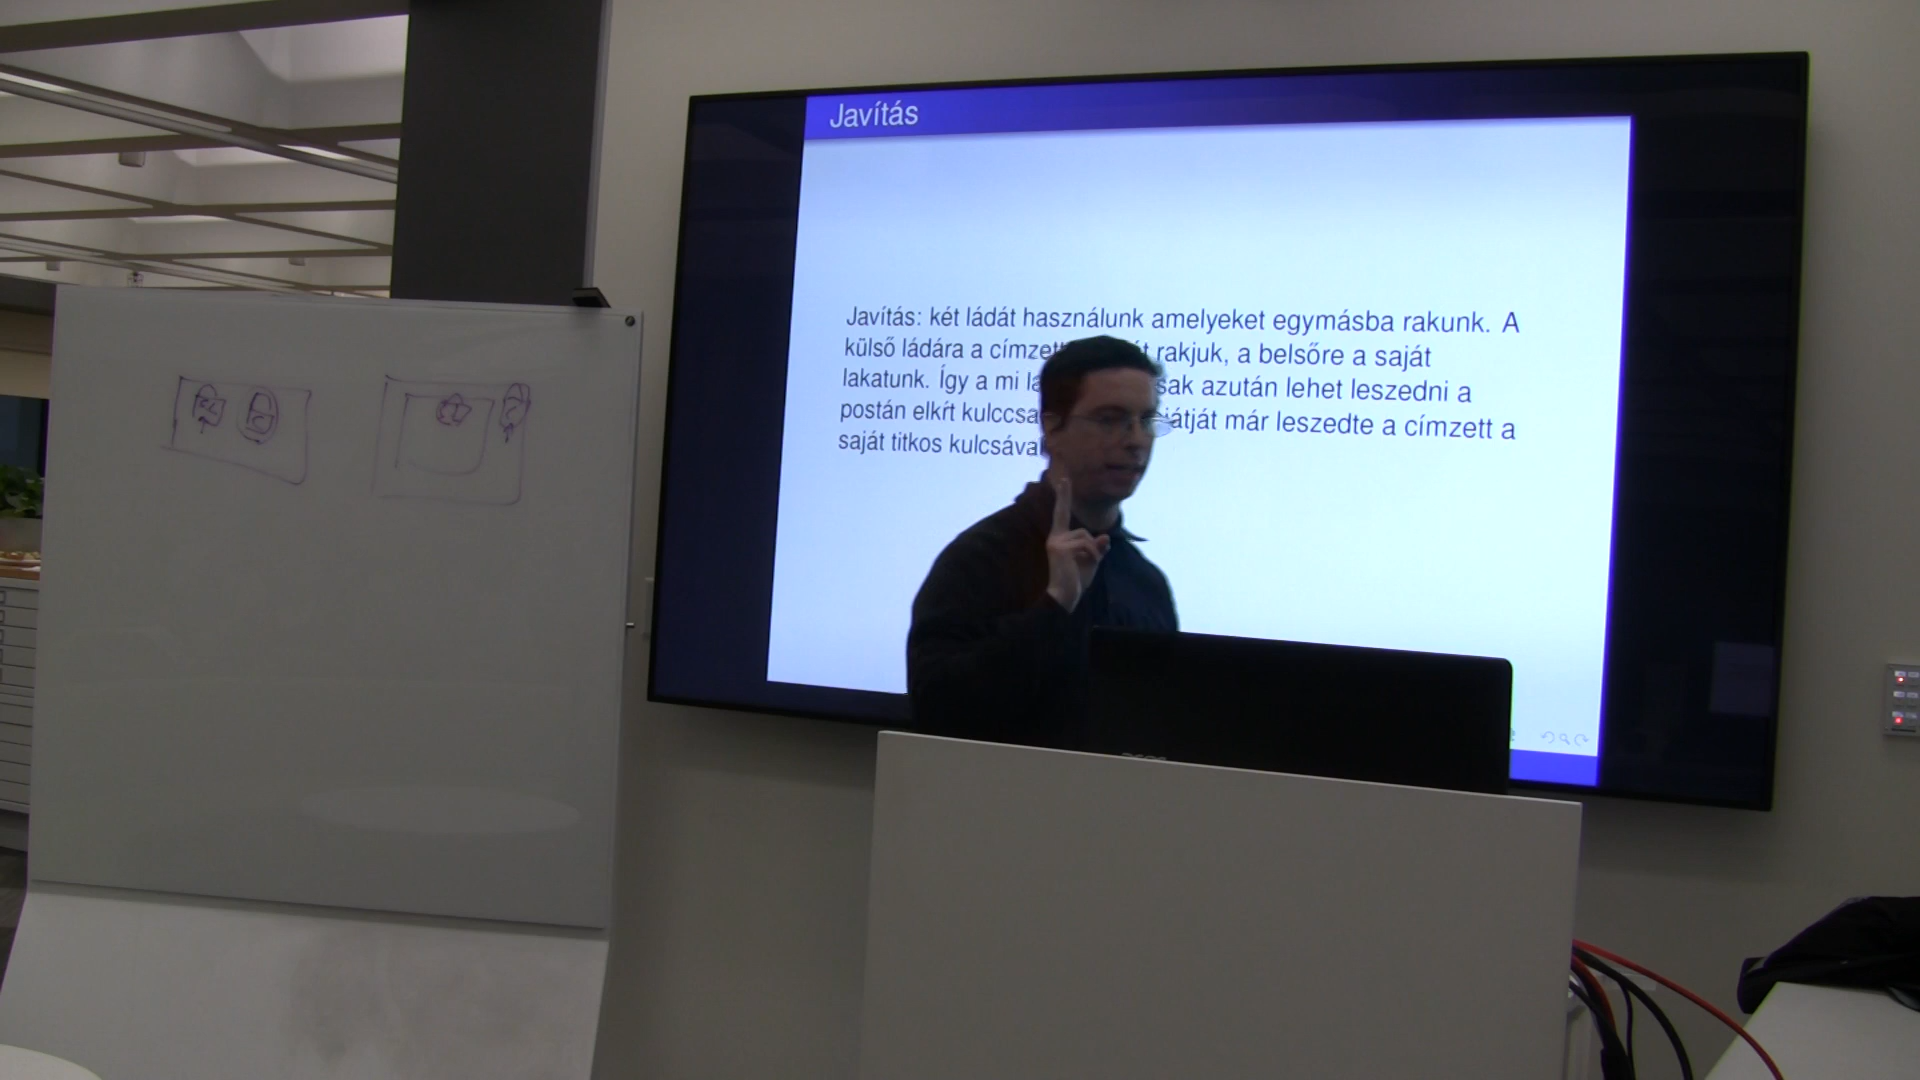 Javítás
Javítás: két ládát használunk amelyeket egymásba rakunk. A
külső ládára a rakjuk, a belsőre a saját
lakatunk. Így a mi azután lehet leszedni a
postán elkŕt már leszedte a címzett a
saját titkos